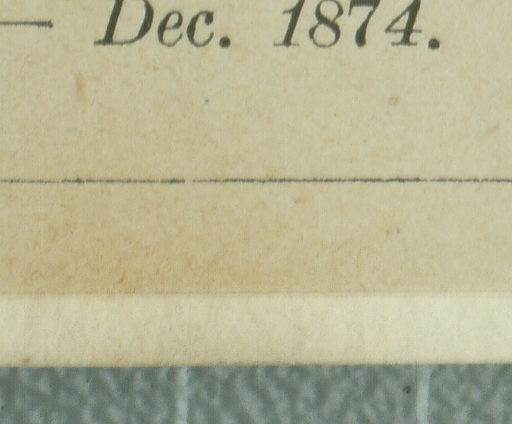 — Dec. 1874.